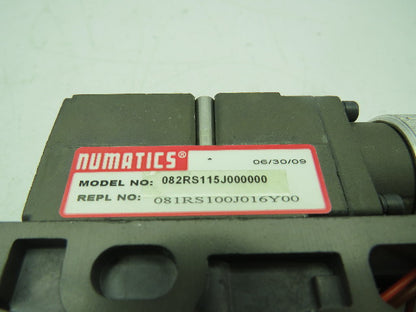 numatics®
06/30/09
MODEL NO: 082RS115J000000
REPL NO: 081RS100J016Y00